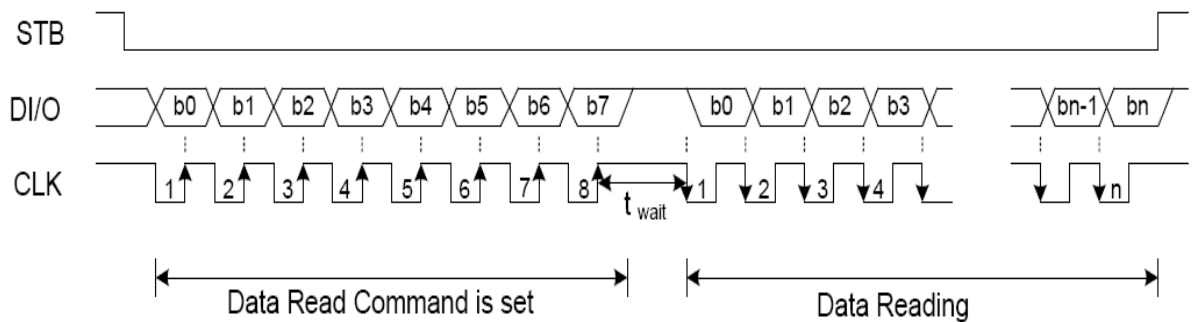 STB
DI/O b0 b1 b2 b3 b4 b5 b6 b7 b0 b1 b2 b3 bn-1 bn
CLK 1 2 3 4 5 6 7 8 1 2 3 4 n
t wait
Data Read Command is set Data Reading